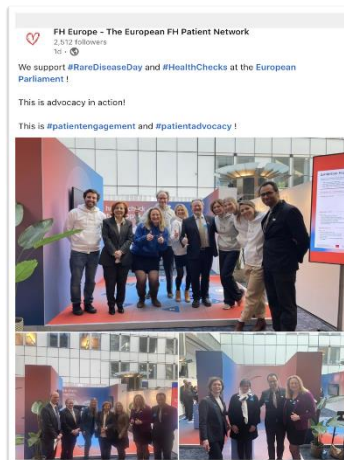 FH Europe - The European FH Patient Network
2,512 followers
1d •
We support #RareDiseaseDay and #HealthChecks at the European
Parliament !
This is advocacy in action!
This is #patientengagement and #patientadvocacy !